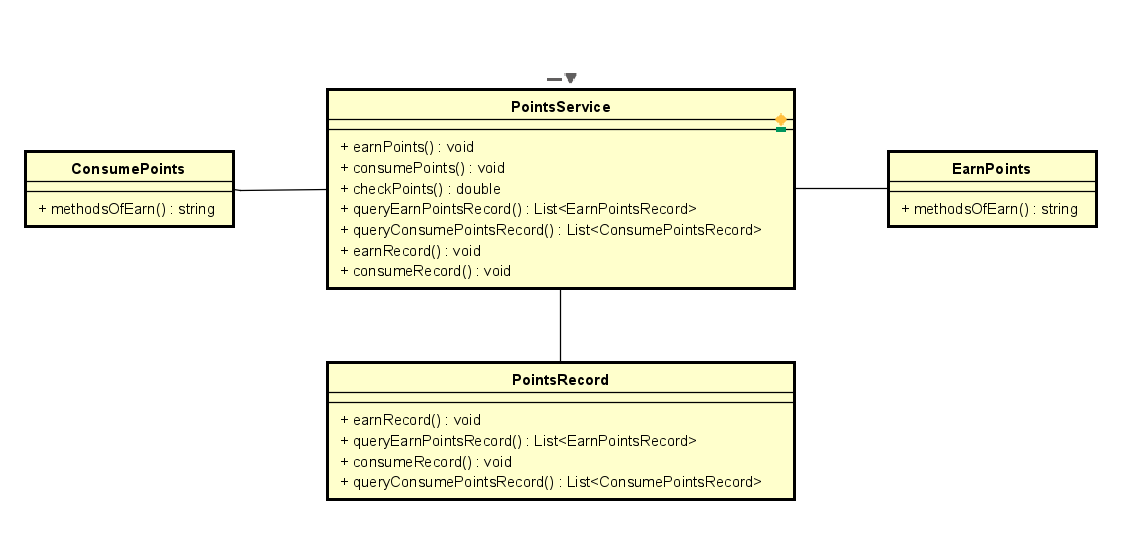 PointsService
+ earnPoints() : void
+ consumePoints() : void
+ checkPoints() : double
+ queryEarnPointsRecord() : List<EarnPointsRecord>
+ queryConsumePointsRecord() : List<ConsumePointsRecord>
+ earnRecord() : void
+ consumeRecord() : void
ConsumePoints
+ methodsOfEarn() : string
EarnPoints
+ methodsOfEarn() : string
PointsRecord
+ earnRecord() : void
+ queryEarnPointsRecord() : List<EarnPointsRecord>
+ consumeRecord() : void
+ queryConsumePointsRecord() : List<ConsumePointsRecord>